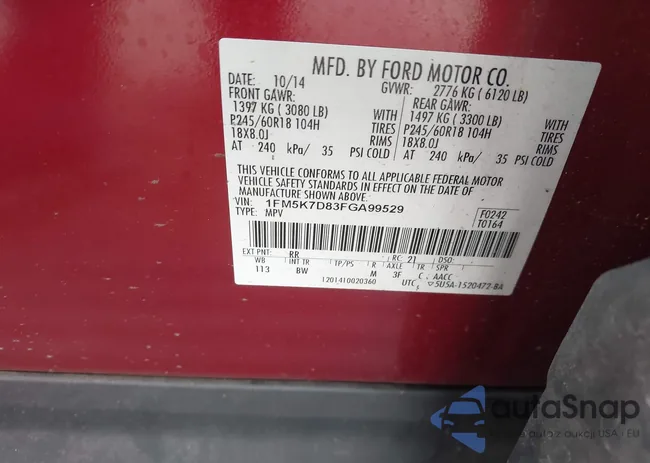 MFD. BY FORD MOTOR CO.
DATE: 10/14 GVWR: 2776 KG ( 6120 LB)
FRONT GAWR: REAR GAWR:
1397 KG ( 3080 LB) WITH 1497 KG ( 3300 LB) WITH
P245/60R18 104H TIRES P245/60R18 104H TIRES
18X8.0J RIMS 18X8.0J RIMS
AT 240 kPa/ 35 PSI COLD AT 240 kPa/ 35 PSI COLD
THIS VEHICLE CONFORMS TO ALL APPLICABLE FEDERAL MOTOR
VEHICLE SAFETY STANDARDS IN EFFECT ON THE DATE OF
MANUFACTURE SHOWN ABOVE.
VIN: 1FM5K7D83FGA99529
TYPE: MPV
F0242
T0164
EXT PNT: RR RC: 21 DSO:
WB INT TR TP/PS R AXLE TR SPR
113 BW M 3F C AACC
1201410020360 UTC
5U5A-1520472-BA
autoSnap
Auta z aukcji USA, EU